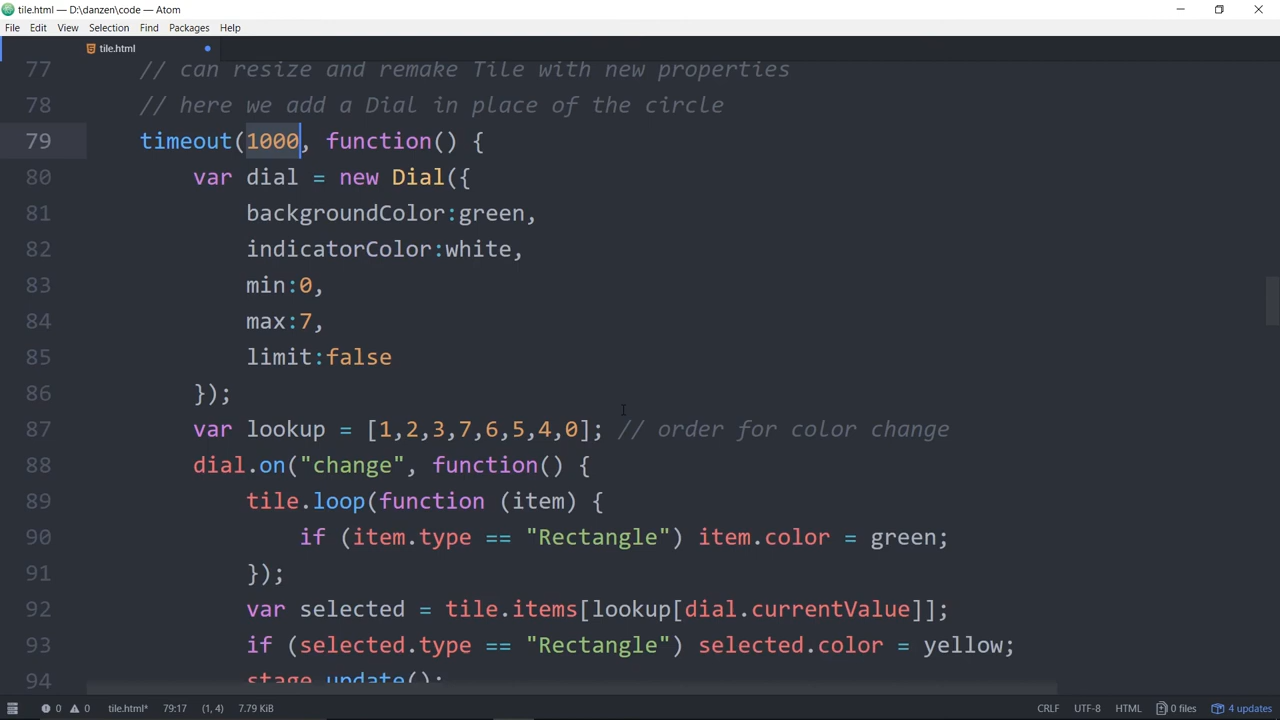 tile.html — D:\danzen\code — Atom
File Edit View Selection Find Packages Help
tile.html
77 // can resize and remake Tile with new properties
78 // here we add a Dial in place of the circle
79 timeout(1000, function() {
80 var dial = new Dial({
81 backgroundColor:green,
82 indicatorColor:white,
83 min:0,
84 max:7,
85 limit:false
86 });
87 var lookup = [1,2,3,7,6,5,4,0]; // order for color change
88 dial.on("change", function() {
89 tile.loop(function (item) {
90 if (item.type == "Rectangle") item.color = green;
91 });
92 var selected = tile.items[lookup[dial.currentValue]];
93 if (selected.type == "Rectangle") selected.color = yellow;
94 stage.update();
0 0 tile.html* 79:17 (1, 4) 7.79 KiB CRLF UTF-8 HTML 0 files 4 updates